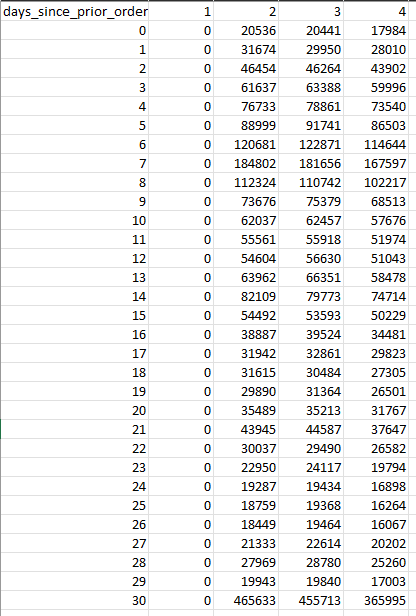 days_since_prior_order 1 2 3 4
0 0 20536 20441 17984
1 0 31674 29950 28010
2 0 46454 46264 43902
3 0 61637 63388 59996
4 0 76733 78861 73540
5 0 88999 91741 86503
6 0 120681 122871 114644
7 0 184802 181656 167597
8 0 112324 110742 102217
9 0 73676 75379 68513
10 0 62037 62457 57676
11 0 55561 55918 51974
12 0 54604 56630 51043
13 0 63962 66351 58478
14 0 82109 79773 74714
15 0 54492 53593 50229
16 0 38887 39524 34481
17 0 31942 32861 29823
18 0 31615 30484 27305
19 0 29890 31364 26501
20 0 35489 35213 31767
21 0 43945 44587 37647
22 0 30037 29490 26582
23 0 22950 24117 19794
24 0 19287 19434 16898
25 0 18759 19368 16264
26 0 18449 19464 16067
27 0 21333 22614 20202
28 0 27969 28780 25260
29 0 19943 19840 17003
30 0 465633 455713 365995